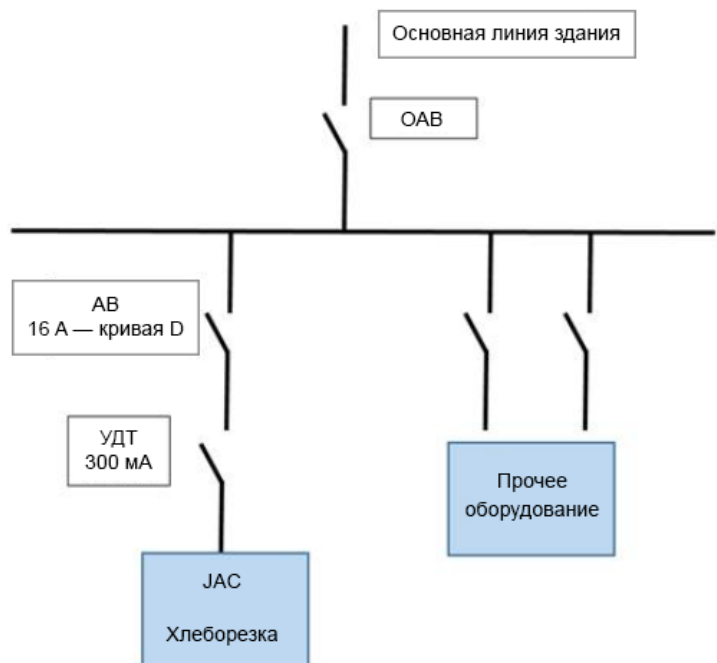 Основная линия здания
ОАВ
АВ
16 А — кривая D
УДТ
300 мА
Прочее
оборудование
JAC
Хлеборезка